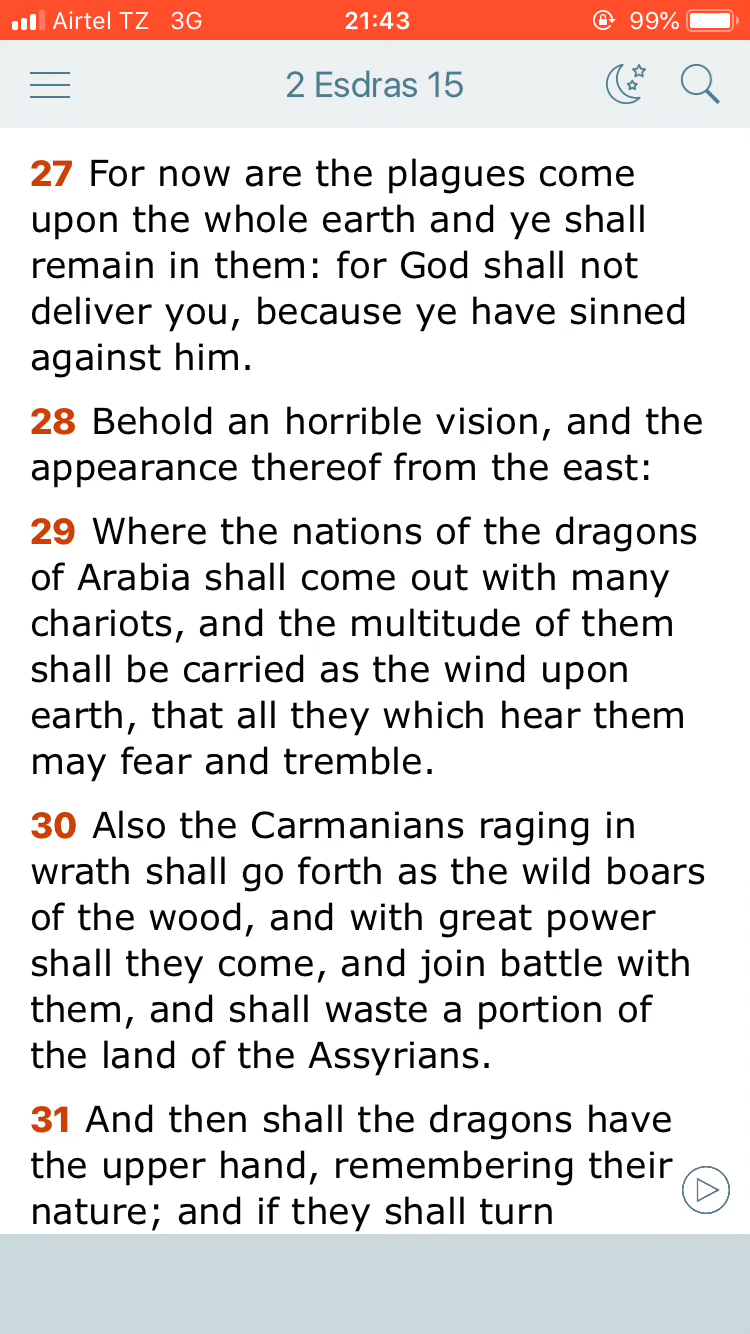 Airtel TZ 3G 21:43 99%
2 Esdras 15
27 For now are the plagues come
upon the whole earth and ye shall
remain in them: for God shall not
deliver you, because ye have sinned
against him.
28 Behold an horrible vision, and the
appearance thereof from the east:
29 Where the nations of the dragons
of Arabia shall come out with many
chariots, and the multitude of them
shall be carried as the wind upon
earth, that all they which hear them
may fear and tremble.
30 Also the Carmanians raging in
wrath shall go forth as the wild boars
of the wood, and with great power
shall they come, and join battle with
them, and shall waste a portion of
the land of the Assyrians.
31 And then shall the dragons have
the upper hand, remembering their
nature; and if they shall turn